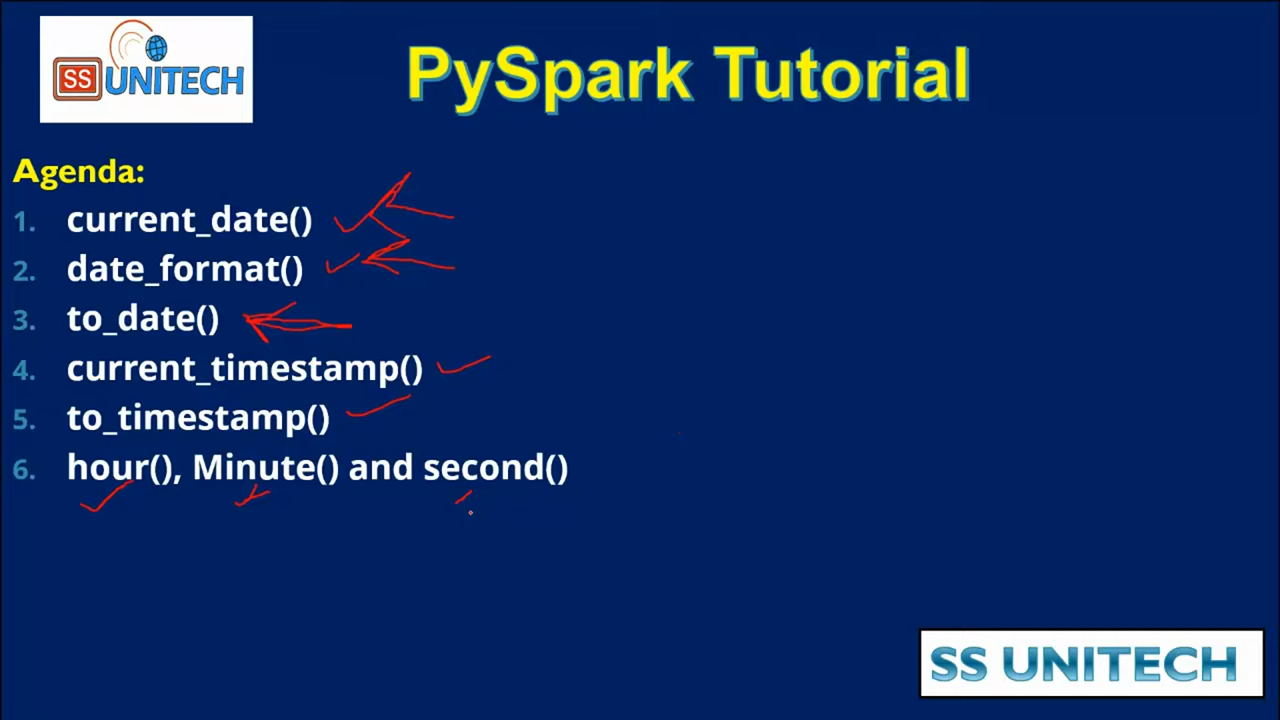 SS UNITECH
PySpark Tutorial
Agenda:
1. current_date()
2. date_format()
3. to_date()
4. current_timestamp()
5. to_timestamp()
6. hour(), Minute() and second()
SS UNITECH